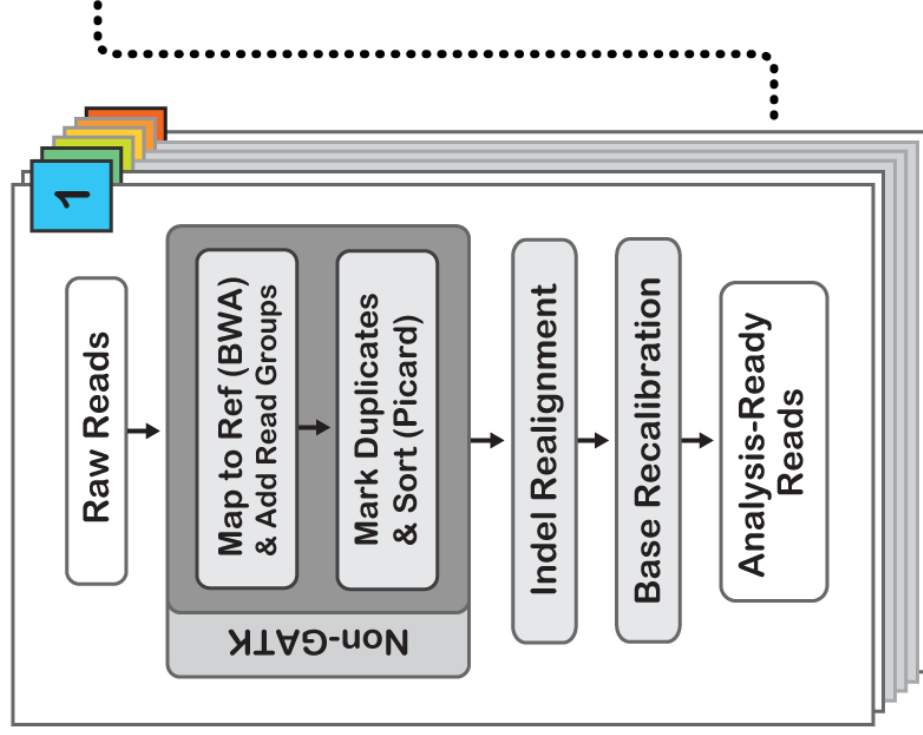 1
Raw Reads
Non-GATK
Map to Ref (BWA)
& Add Read Groups
Mark Duplicates
& Sort (Picard)
Indel Realignment
Base Recalibration
Analysis-Ready
Reads